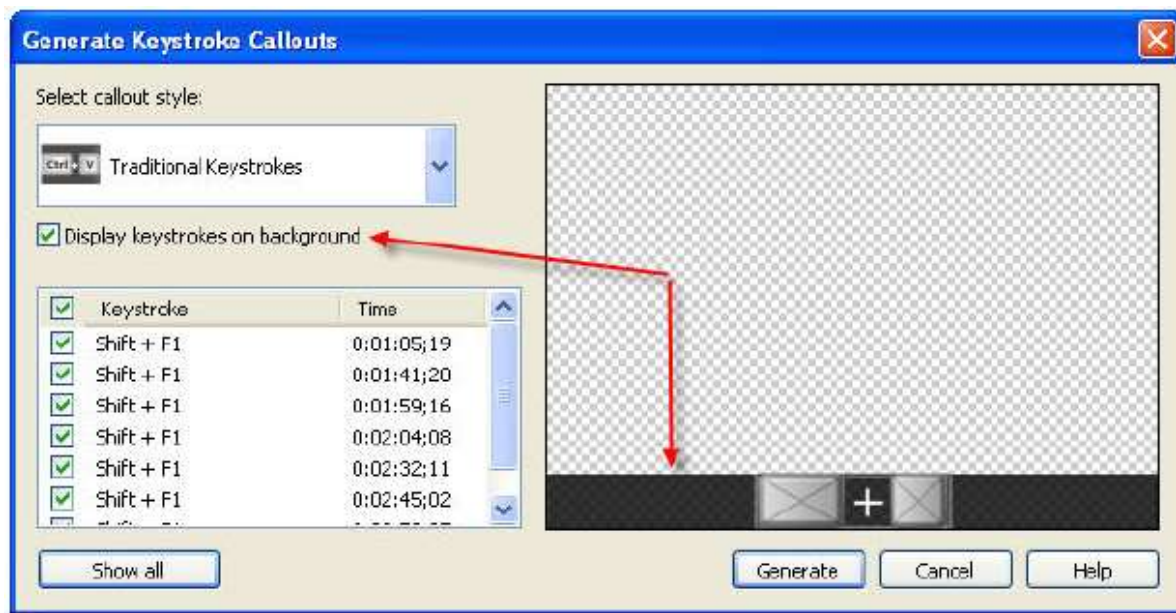 Generate Keystroke Callouts
Select callout style:
Ctrl + V Traditional Keystrokes
Display keystrokes on background
Keystroke Time
Shift + F1 0:01:05;19
Shift + F1 0:01:41;20
Shift + F1 0:01:59;16
Shift + F1 0:02:04;08
Shift + F1 0:02:32;11
Shift + F1 0:02:45;02
+
Show all Generate Cancel Help